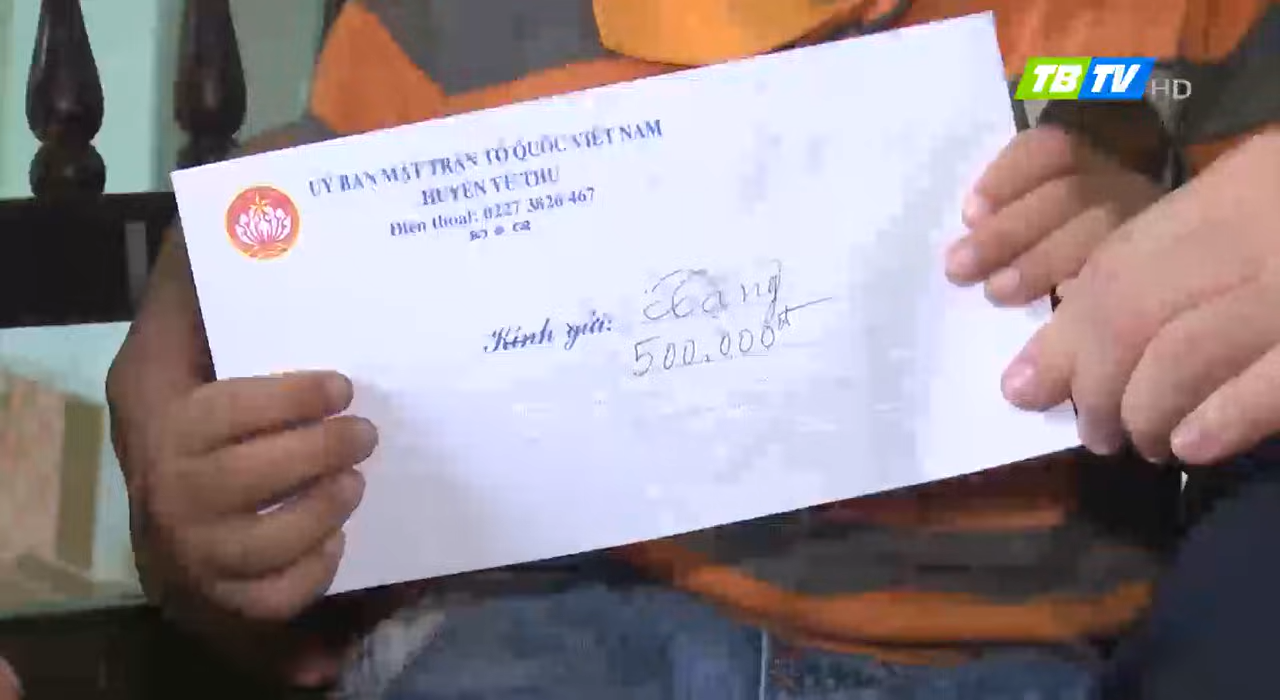 TBTV HD
UỶ BAN MẶT TRẬN TỔ QUỐC VIỆT NAM
HUYỆN VŨ THƯ
Điện thoại: 0227 3826 467
Kính gửi:
500.000đ